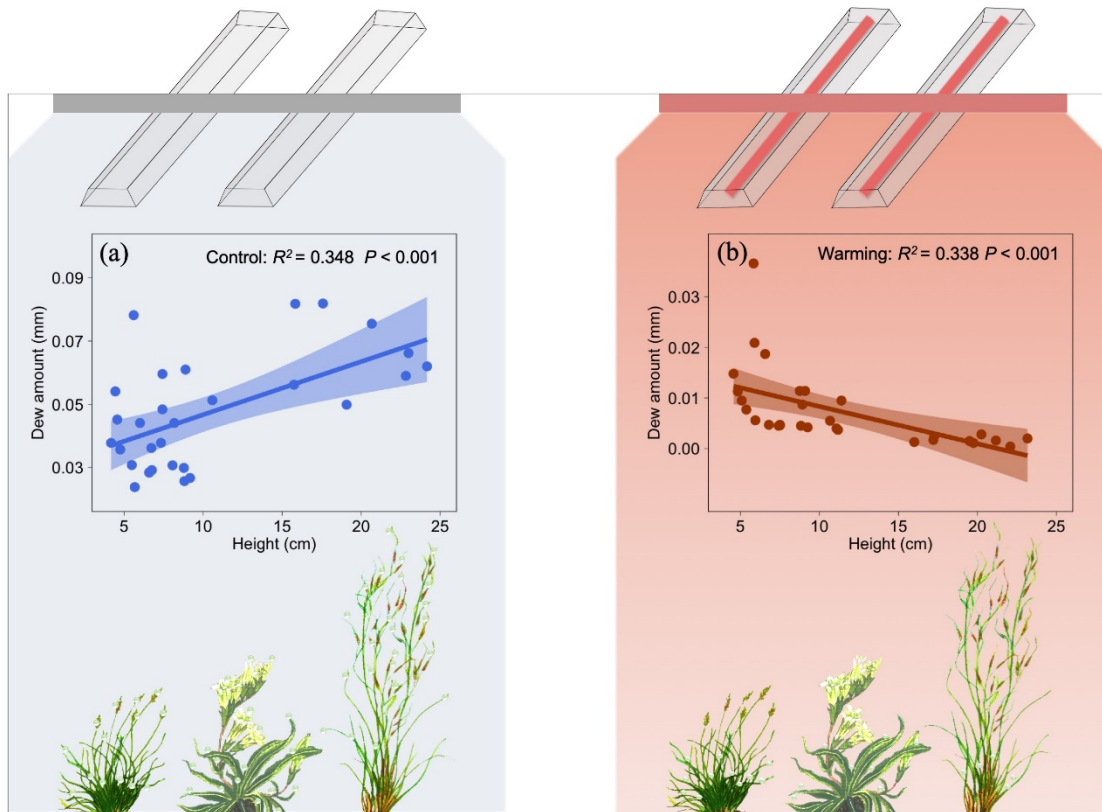 (a)
Control: R² = 0.348 P < 0.001
0.09
0.07
0.05
0.03
Dew amount (mm)
5 10 15 20 25
Height (cm)
(b)
Warming: R² = 0.338 P < 0.001
0.03
0.02
0.01
0.00
Dew amount (mm)
5 10 15 20 25
Height (cm)